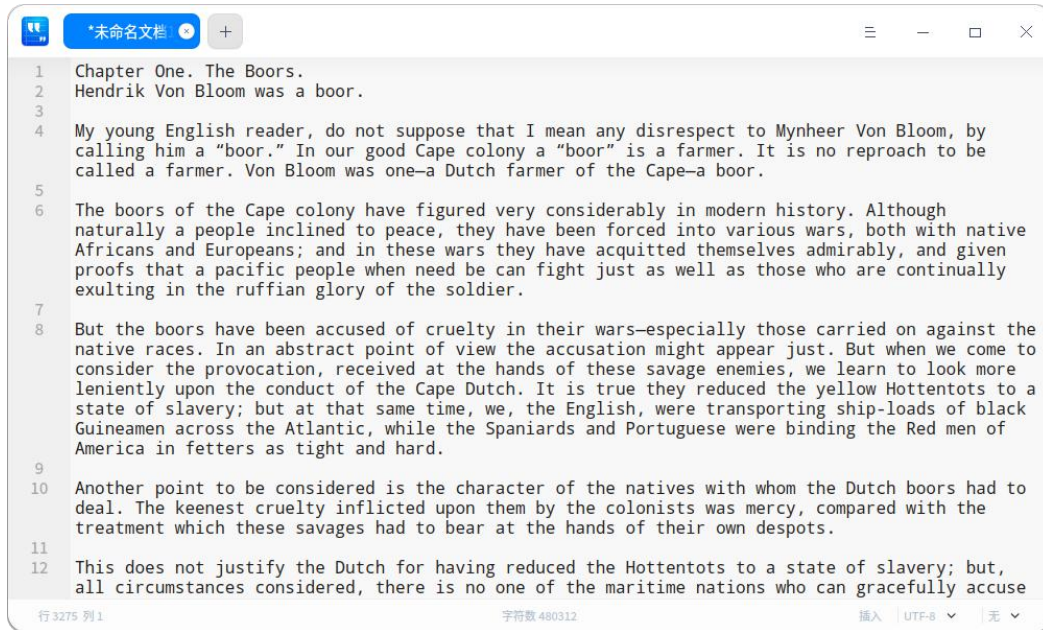 *未命名文档1
1 Chapter One. The Boors.
2 Hendrik Von Bloom was a boor.
3
4 My young English reader, do not suppose that I mean any disrespect to Mynheer Von Bloom, by
calling him a “boor.” In our good Cape colony a “boor” is a farmer. It is no reproach to be
called a farmer. Von Bloom was one—a Dutch farmer of the Cape—a boor.
5
6 The boors of the Cape colony have figured very considerably in modern history. Although
naturally a people inclined to peace, they have been forced into various wars, both with native
Africans and Europeans; and in these wars they have acquitted themselves admirably, and given
proofs that a pacific people when need be can fight just as well as those who are continually
exulting in the ruffian glory of the soldier.
7
8 But the boors have been accused of cruelty in their wars—especially those carried on against the
native races. In an abstract point of view the accusation might appear just. But when we come to
consider the provocation, received at the hands of these savage enemies, we learn to look more
leniently upon the conduct of the Cape Dutch. It is true they reduced the yellow Hottentots to a
state of slavery; but at that same time, we, the English, were transporting ship-loads of black
Guineamen across the Atlantic, while the Spaniards and Portuguese were binding the Red men of
America in fetters as tight and hard.
9
10 Another point to be considered is the character of the natives with whom the Dutch boors had to
deal. The keenest cruelty inflicted upon them by the colonists was mercy, compared with the
treatment which these savages had to bear at the hands of their own despots.
11
12 This does not justify the Dutch for having reduced the Hottentots to a state of slavery; but,
all circumstances considered, there is no one of the maritime nations who can gracefully accuse
行 3275 列 1 字符数 480312 插入 UTF-8 无